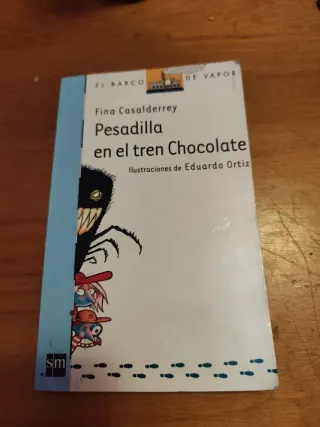 EL BARCO DE VAPOR
Fina Casalderrey
Pesadilla
en el tren Chocolate
Ilustraciones de Eduardo Ortiz
sm